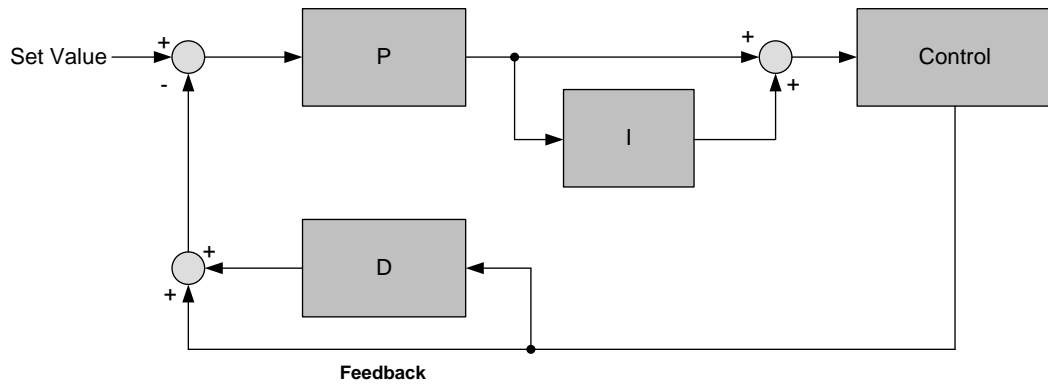 +
+
P
Control
Set Value
-
+
I
+
D
+
Feedback